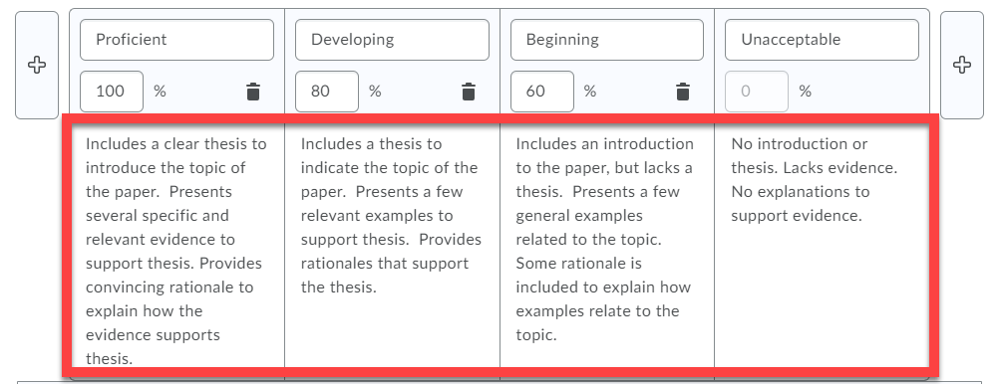 Proficient
Developing
Beginning
Unacceptable
100 %
80 %
60 %
0 %
Includes a clear thesis to
introduce the topic of
the paper.  Presents
several specific and
relevant evidence to
support thesis. Provides
convincing rationale to
explain how the
evidence supports
thesis.
Includes a thesis to
indicate the topic of the
paper.  Presents a few
relevant examples to
support thesis.  Provides
rationales that support
the thesis.
Includes an introduction
to the paper, but lacks a
thesis.  Presents a few
general examples
related to the topic.
Some rationale is
included to explain how
examples relate to the
topic.
No introduction or
thesis. Lacks evidence.
No explanations to
support evidence.